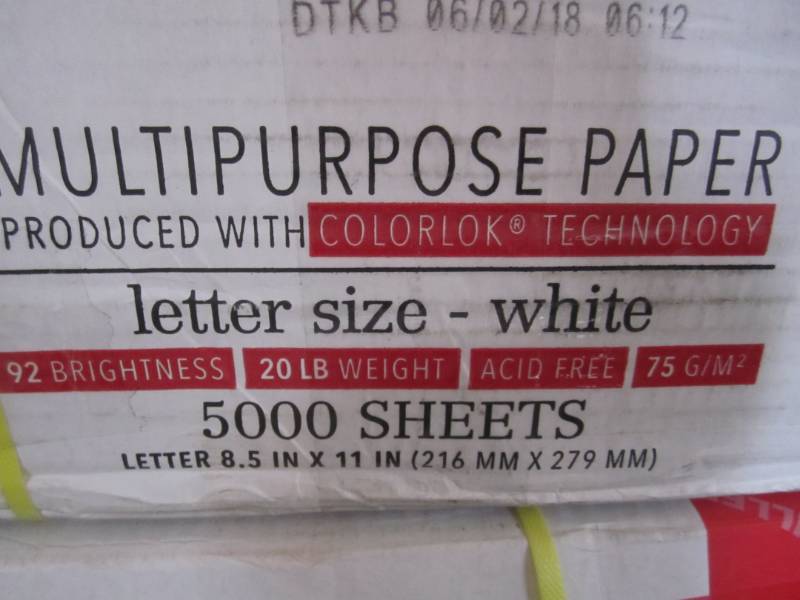 DTKB 06/02/18 06:12
MULTIPURPOSE PAPER
PRODUCED WITH COLORLOK® TECHNOLOGY
letter size - white
92 BRIGHTNESS 20 LB WEIGHT ACID FREE 75 G/M²
5000 SHEETS
LETTER 8.5 IN X 11 IN (216 MM X 279 MM)